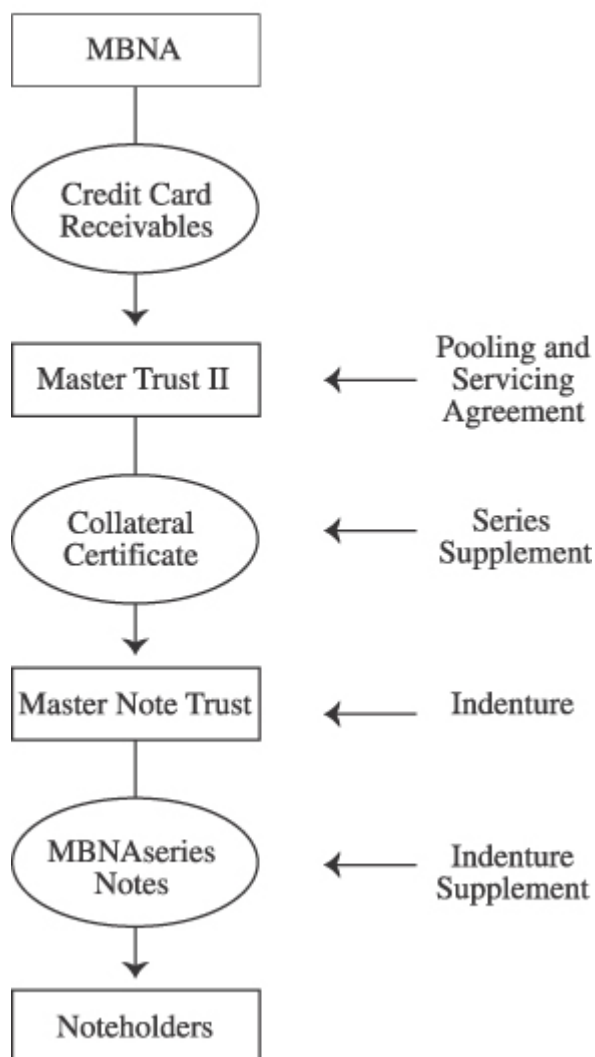 MBNA
Credit Card
Receivables
Master Trust II
Pooling and
Servicing
Agreement
Collateral
Certificate
Series
Supplement
Master Note Trust
Indenture
MBNAseries
Notes
Indenture
Supplement
Noteholders